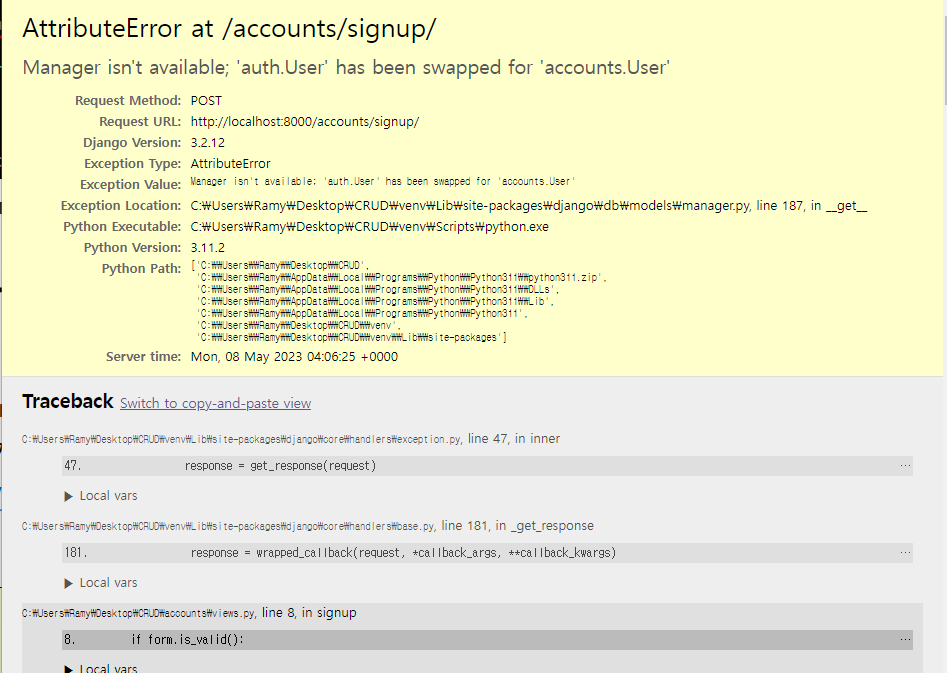 AttributeError at /accounts/signup/
Manager isn't available; 'auth.User' has been swapped for 'accounts.User'
Request Method: POST
Request URL: http://localhost:8000/accounts/signup/
Django Version: 3.2.12
Exception Type: AttributeError
Exception Value: Manager isn't available; 'auth.User' has been swapped for 'accounts.User'
Exception Location: C:₩Users₩Ramy₩Desktop₩CRUD₩venv₩Lib₩site-packages₩django₩db₩models₩manager.py, line 187, in __get__
Python Executable: C:₩Users₩Ramy₩Desktop₩CRUD₩venv₩Scripts₩python.exe
Python Version: 3.11.2
Python Path: ['C:₩₩Users₩₩Ramy₩₩Desktop₩₩CRUD',
'C:₩₩Users₩₩Ramy₩₩AppData₩₩Local₩₩Programs₩₩Python₩₩Python311₩₩python311.zip',
'C:₩₩Users₩₩Ramy₩₩AppData₩₩Local₩₩Programs₩₩Python₩₩Python311₩₩DLLs',
'C:₩₩Users₩₩Ramy₩₩AppData₩₩Local₩₩Programs₩₩Python₩₩Python311₩₩Lib',
'C:₩₩Users₩₩Ramy₩₩AppData₩₩Local₩₩Programs₩₩Python₩₩Python311',
'C:₩₩Users₩₩Ramy₩₩Desktop₩₩CRUD₩₩venv',
'C:₩₩Users₩₩Ramy₩₩Desktop₩₩CRUD₩₩venv₩₩Lib₩₩site-packages']
Server time: Mon, 08 May 2023 04:06:25 +0000
Traceback Switch to copy-and-paste view
C:₩Users₩Ramy₩Desktop₩CRUD₩venv₩Lib₩site-packages₩django₩core₩handlers₩exception.py, line 47, in inner
47. response = get_response(request) …
▶ Local vars
C:₩Users₩Ramy₩Desktop₩CRUD₩venv₩Lib₩site-packages₩django₩core₩handlers₩base.py, line 181, in _get_response
181. response = wrapped_callback(request, *callback_args, **callback_kwargs) …
▶ Local vars
C:₩Users₩Ramy₩Desktop₩CRUD₩accounts₩views.py, line 8, in signup
8. if form.is_valid(): …
▶ Local vars